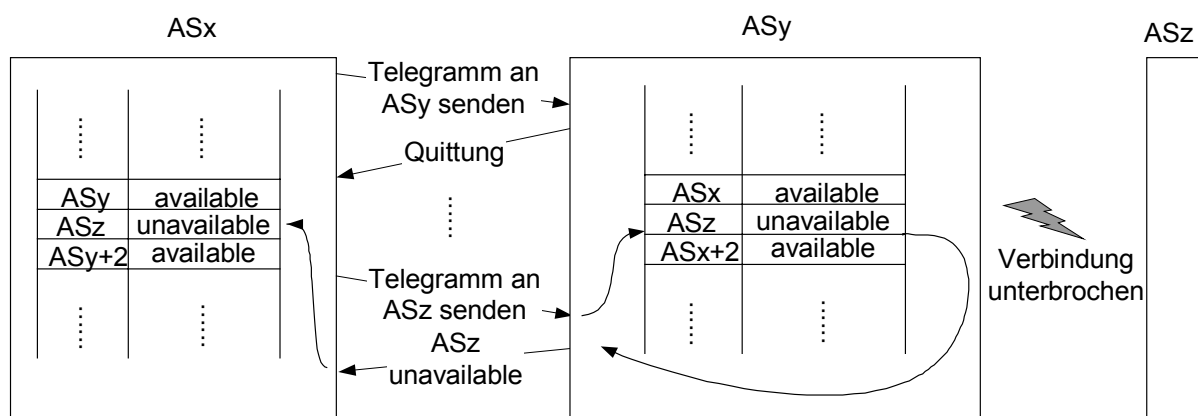 ASx
ASy
ASz
Telegramm an
ASy senden
Quittung
ASy available
ASz unavailable
ASy+2 available
Telegramm an
ASz senden
ASz
unavailable
ASx available
ASz unavailable
ASx+2 available
Verbindung
unterbrochen